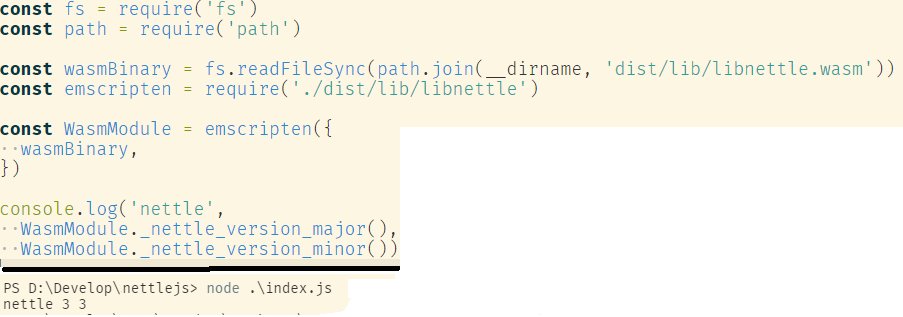 const fs = require('fs')
const path = require('path')
const wasmBinary = fs.readFileSync(path.join(__dirname, 'dist/lib/libnettle.wasm'))
const emscripten = require('./dist/lib/libnettle')
const WasmModule = emscripten({
··wasmBinary,
})
console.log('nettle',
··WasmModule._nettle_version_major(),
··WasmModule._nettle_version_minor())
PS D:\Develop\nettlejs> node .\index.js
nettle 3 3